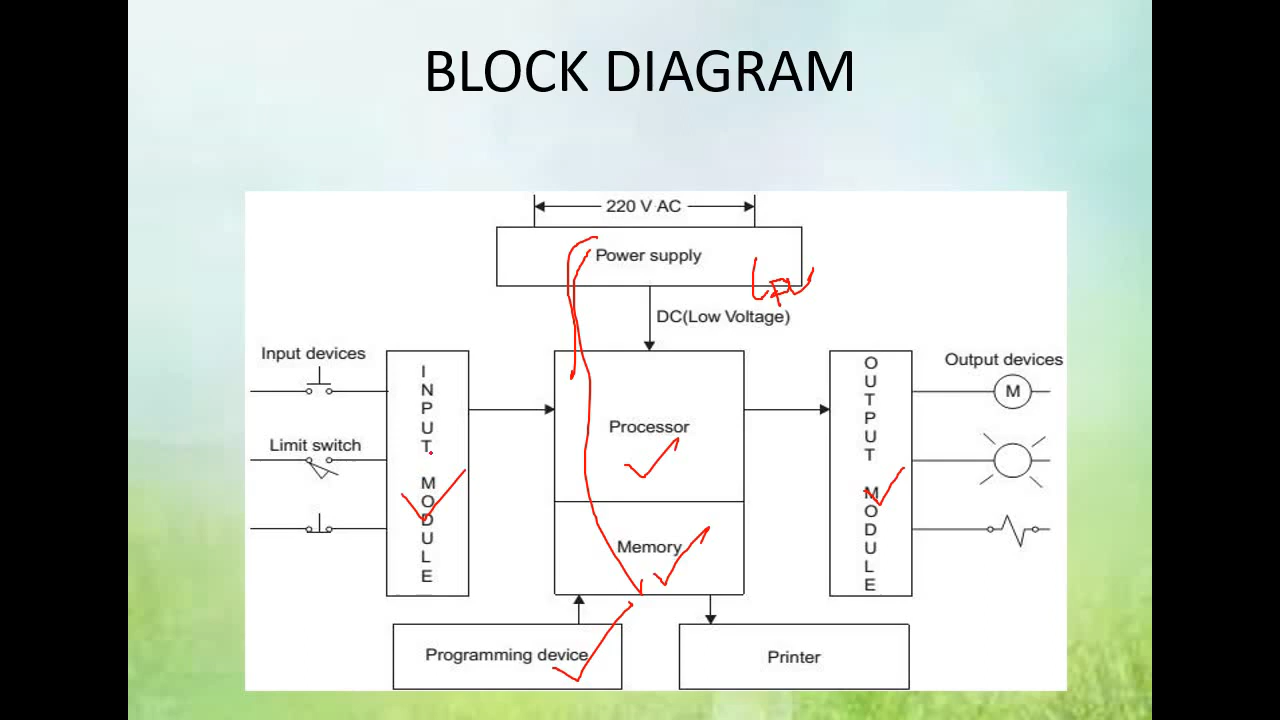 BLOCK DIAGRAM
220 V AC
Power supply
DC(Low Voltage)
Input devices
Limit switch
INPUT MODULE
Processor
Memory
OUTPUT MODULE
Output devices
M
Programming device
Printer